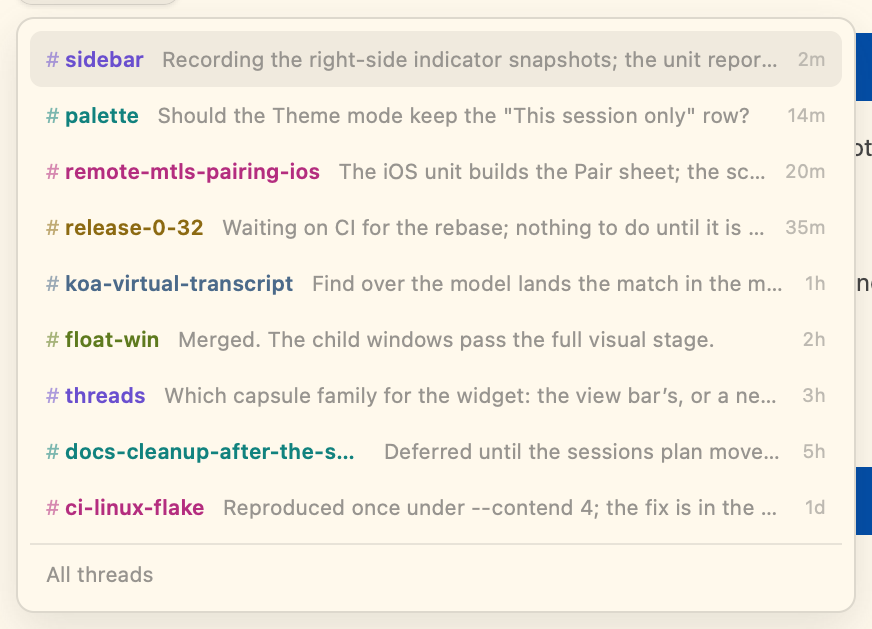 # sidebar Recording the right-side indicator snapshots; the unit repor... 2m
# palette Should the Theme mode keep the "This session only" row? 14m
# remote-mtls-pairing-ios The iOS unit builds the Pair sheet; the sc... 20m
# release-0-32 Waiting on CI for the rebase; nothing to do until it is ... 35m
# koa-virtual-transcript Find over the model lands the match in the m... 1h
# float-win Merged. The child windows pass the full visual stage. 2h
# threads Which capsule family for the widget: the view bar’s, or a ne... 3h
# docs-cleanup-after-the-s... Deferred until the sessions plan move... 5h
# ci-linux-flake Reproduced once under --contend 4; the fix is in the ... 1d
All threads